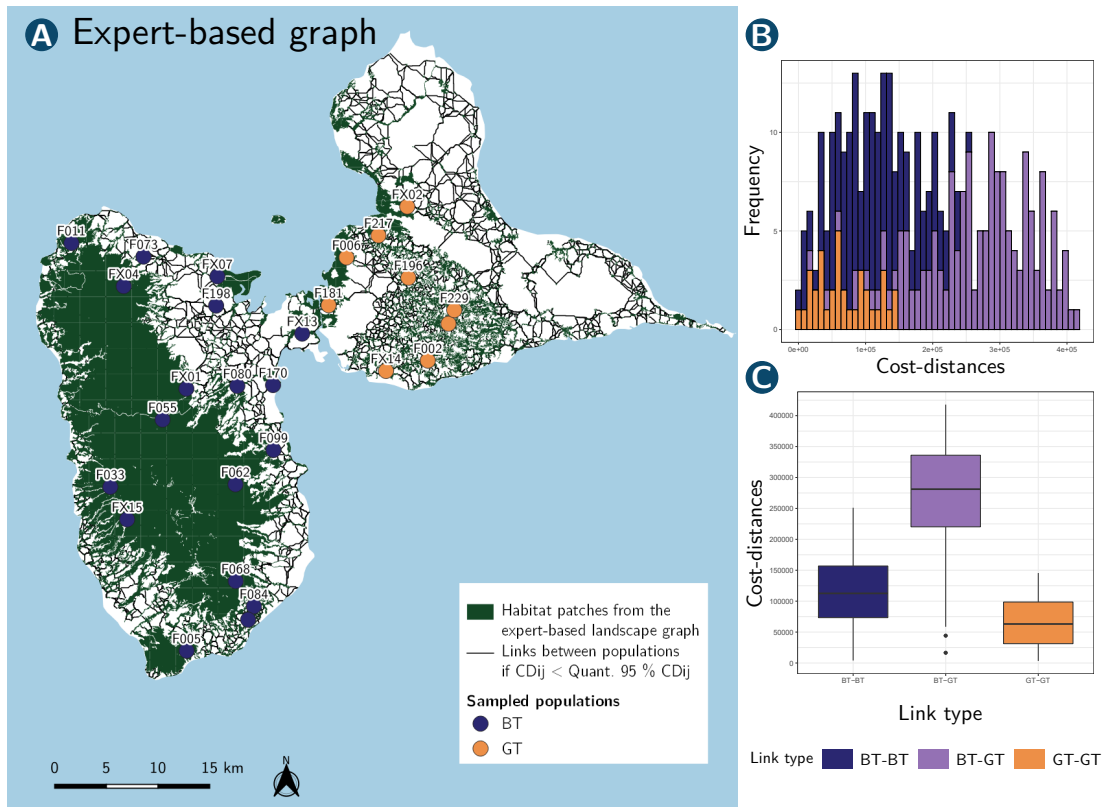 A Expert-based graph
FX02
F217
F011
F073
F006
FX07
F196
FX04
F198
F181
F229
FX13
F002
FX14
FX01
F080
F170
F055
F099
F033
F062
FX15
F068
F084
F005
Habitat patches from the
expert-based landscape graph
Links between populations
if CDij < Quant. 95 % CDij
Sampled populations
BT
GT
0 5 10 15 km
N
B
Frequency
10
5
0
0e+00 1e+05 2e+05 3e+05 4e+05
Cost-distances
C
Cost-distances
400000
350000
300000
250000
200000
150000
100000
50000
0
BT-BT BT-GT GT-GT
Link type
Link type BT-BT BT-GT GT-GT